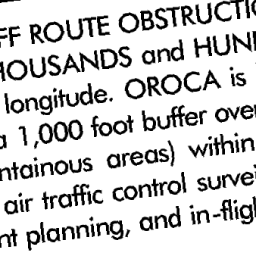 FF ROUTE OBSTRUCTIO
HOUSANDS and HUN
longitude. OROCA is
a 1,000 foot buffer over
ntainous areas) within
air traffic control survei
nt planning, and in-fligh